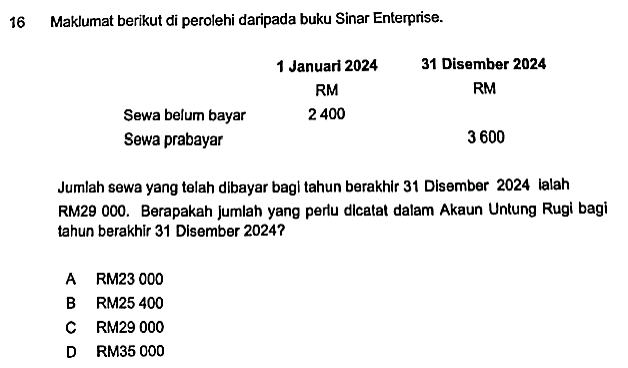 16 Maklumat berikut di perolehi daripada buku Sinar Enterprise.
1 Januari 2024 31 Disember 2024
RM RM
Sewa belum bayar 2 400
Sewa prabayar 3 600
Jumlah sewa yang telah dibayar bagi tahun berakhir 31 Disember 2024 ialah
RM29 000. Berapakah jumlah yang perlu dicatat dalam Akaun Untung Rugi bagi
tahun berakhir 31 Disember 2024?
A RM23 000
B RM25 400
C RM29 000
D RM35 000